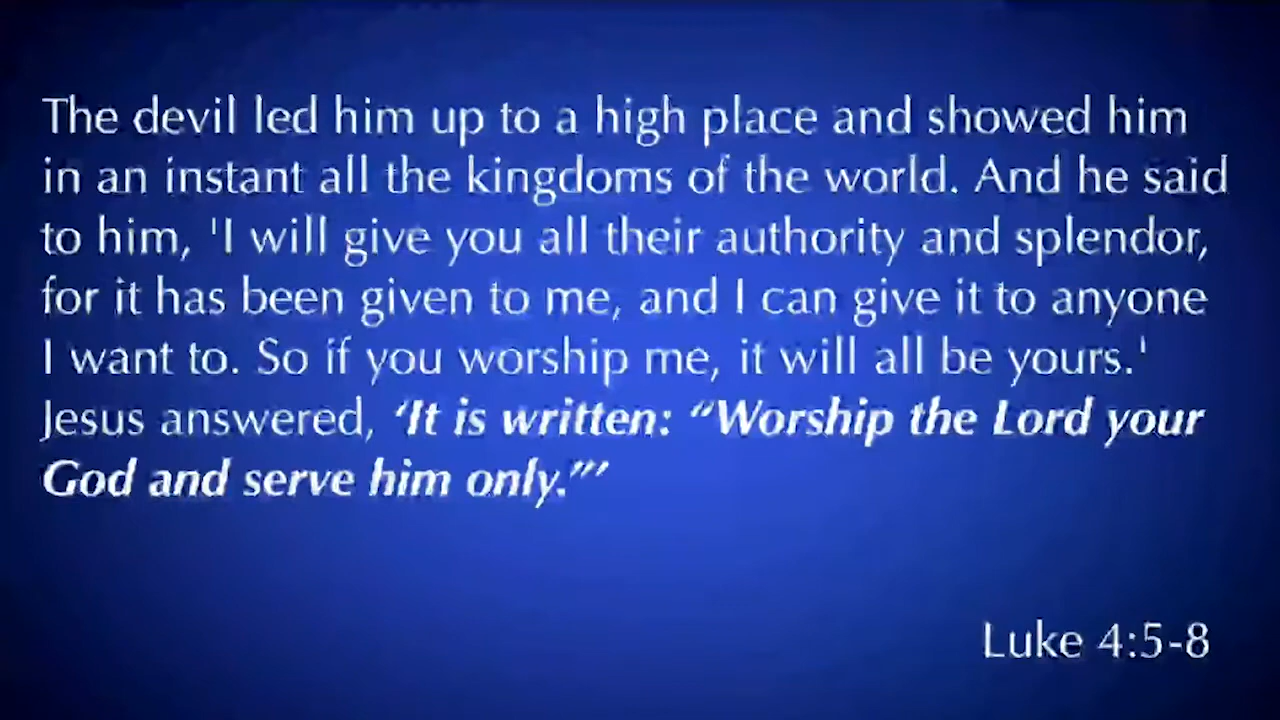 The devil led him up to a high place and showed him
in an instant all the kingdoms of the world. And he said
to him, 'I will give you all their authority and splendor,
for it has been given to me, and I can give it to anyone
I want to. So if you worship me, it will all be yours.'
Jesus answered, ‘It is written: “Worship the Lord your
God and serve him only.”’
Luke 4:5-8